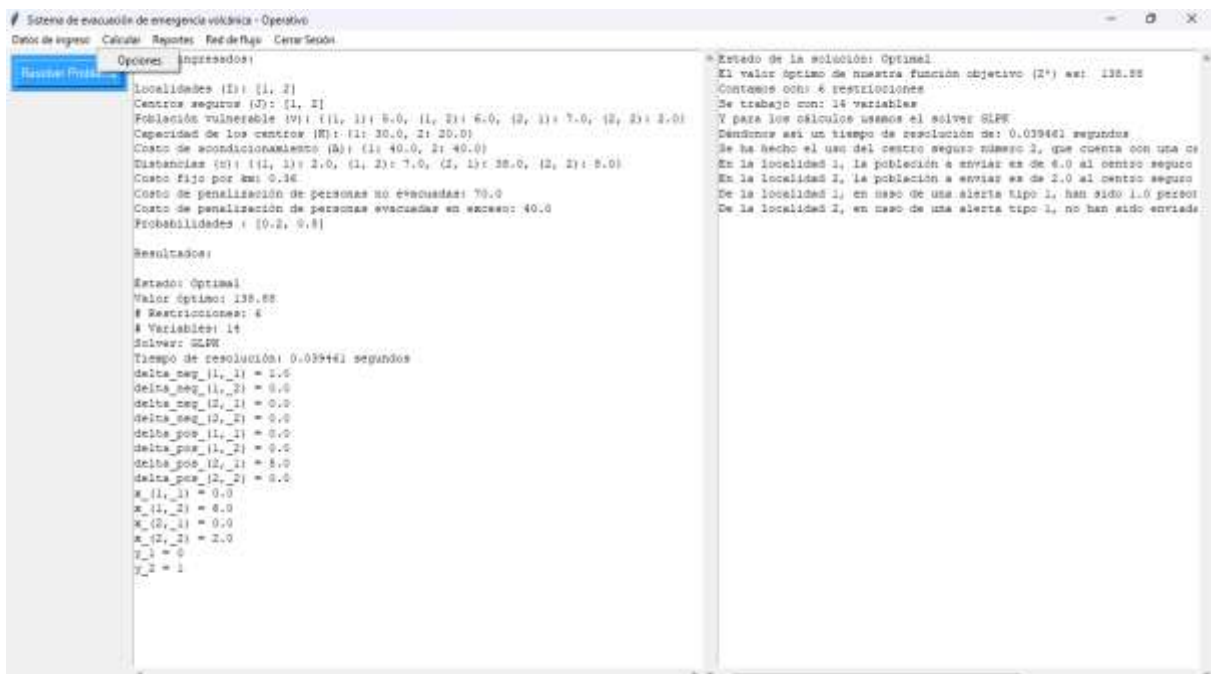 Sistema de evacuación de emergencia volcánica - Operativo
Datos de ingreso Calcular Reportes Red de flujo Cerrar Sesión
Opciones
ingresados:
Resolver
Localidades (I): [1, 2]
Centros seguros (J): [1, 2]
Población vulnerable (V): {(1, 1): 5.0, (1, 2): 6.0, (2, 1): 7.0, (2, 2): 2.0}
Capacidad de los centros (K): {1: 30.0, 2: 20.0}
Costo de acondicionamiento (A): {1: 40.0, 2: 40.0}
Distancias (c): {(1, 1): 2.0, (1, 2): 7.0, (2, 1): 38.0, (2, 2): 8.0}
Costo fijo por km: 0.36
Costo de penalización de personas no evacuadas: 70.0
Costo de penalización de personas evacuadas en exceso: 40.0
Probabilidades : [0.2, 0.8]
Resultados:
Estado: Optimal
Valor óptimo: 138.88
# Restricciones: 6
# Variables: 14
Solver: GLPK
Tiempo de resolución: 0.039461 segundos
delta_neg_(1,_1) = 1.0
delta_neg_(1,_2) = 0.0
delta_neg_(2,_1) = 0.0
delta_neg_(2,_2) = 0.0
delta_pos_(1,_1) = 0.0
delta_pos_(1,_2) = 0.0
delta_pos_(2,_1) = 5.0
delta_pos_(2,_2) = 0.0
x_(1,_1) = 0.0
x_(1,_2) = 6.0
x_(2,_1) = 0.0
x_(2,_2) = 2.0
y_1 = 0
y_2 = 1
Estado de la solución: Optimal
El valor óptimo de nuestra función objetivo (Z*) es: 138.88
Contamos con: 6 restricciones
Se trabajo con: 14 variables
Y para los cálculos usamos el solver GLPK
Dándonos así un tiempo de resolución de: 0.039461 segundos
Se ha hecho el uso del centro seguro número 2, que cuenta con una
En la localidad 1, la población a enviar es de 6.0 al centro seguro
En la localidad 2, la población a enviar es de 2.0 al centro seguro
De la localidad 1, en caso de una alerta tipo 1, han sido 1.0
De la localidad 2, en caso de una alerta tipo 1, no han sido